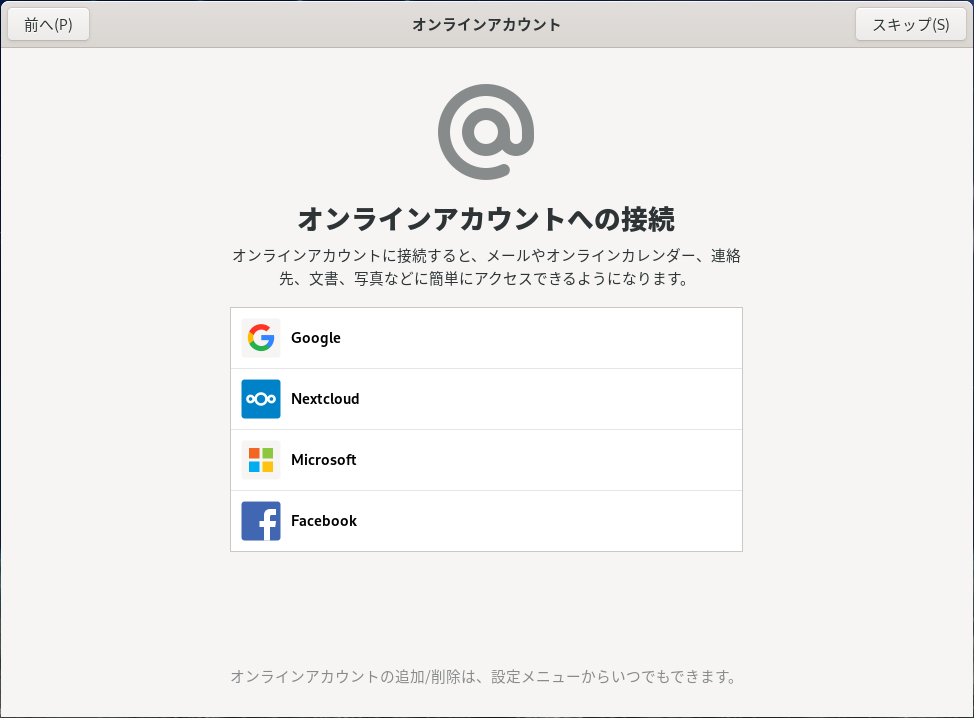 前へ(P)
オンラインアカウント
スキップ(S)
オンラインアカウントへの接続
オンラインアカウントに接続すると、メールやオンラインカレンダー、連絡
先、文書、写真などに簡単にアクセスできるようになります。
Google
Nextcloud
Microsoft
Facebook
オンラインアカウントの追加/削除は、設定メニューからいつでもできます。